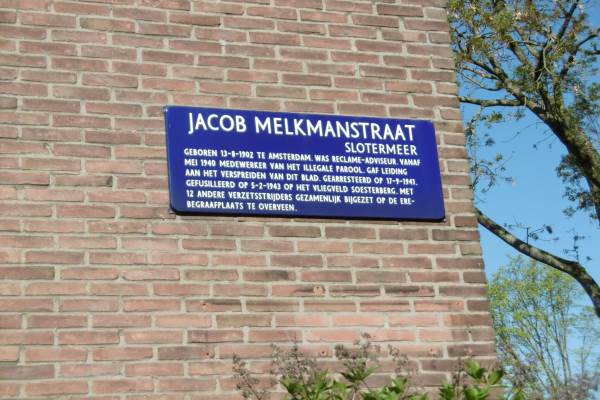 JACOB MELKMANSTRAAT
SLOTERMEER
GEBOREN 13-8-1902 TE AMSTERDAM. WAS RECLAME-ADVISEUR. VANAF
MEI 1940 MEDEWERKER VAN HET ILLEGALE PAROOL. GAF LEIDING
AAN HET VERSPREIDEN VAN DIT BLAD. GEARRESTEERD OP 17-9-1941.
GEFUSILLEERD OP 5-2-1943 OP HET VLIEGVELD SOESTERBERG. MET
12 ANDERE VERZETSSTRIJDERS GEZAMENLIJK BIJGEZET OP DE ERE-
BEGRAAFPLAATS TE OVERVEEN.